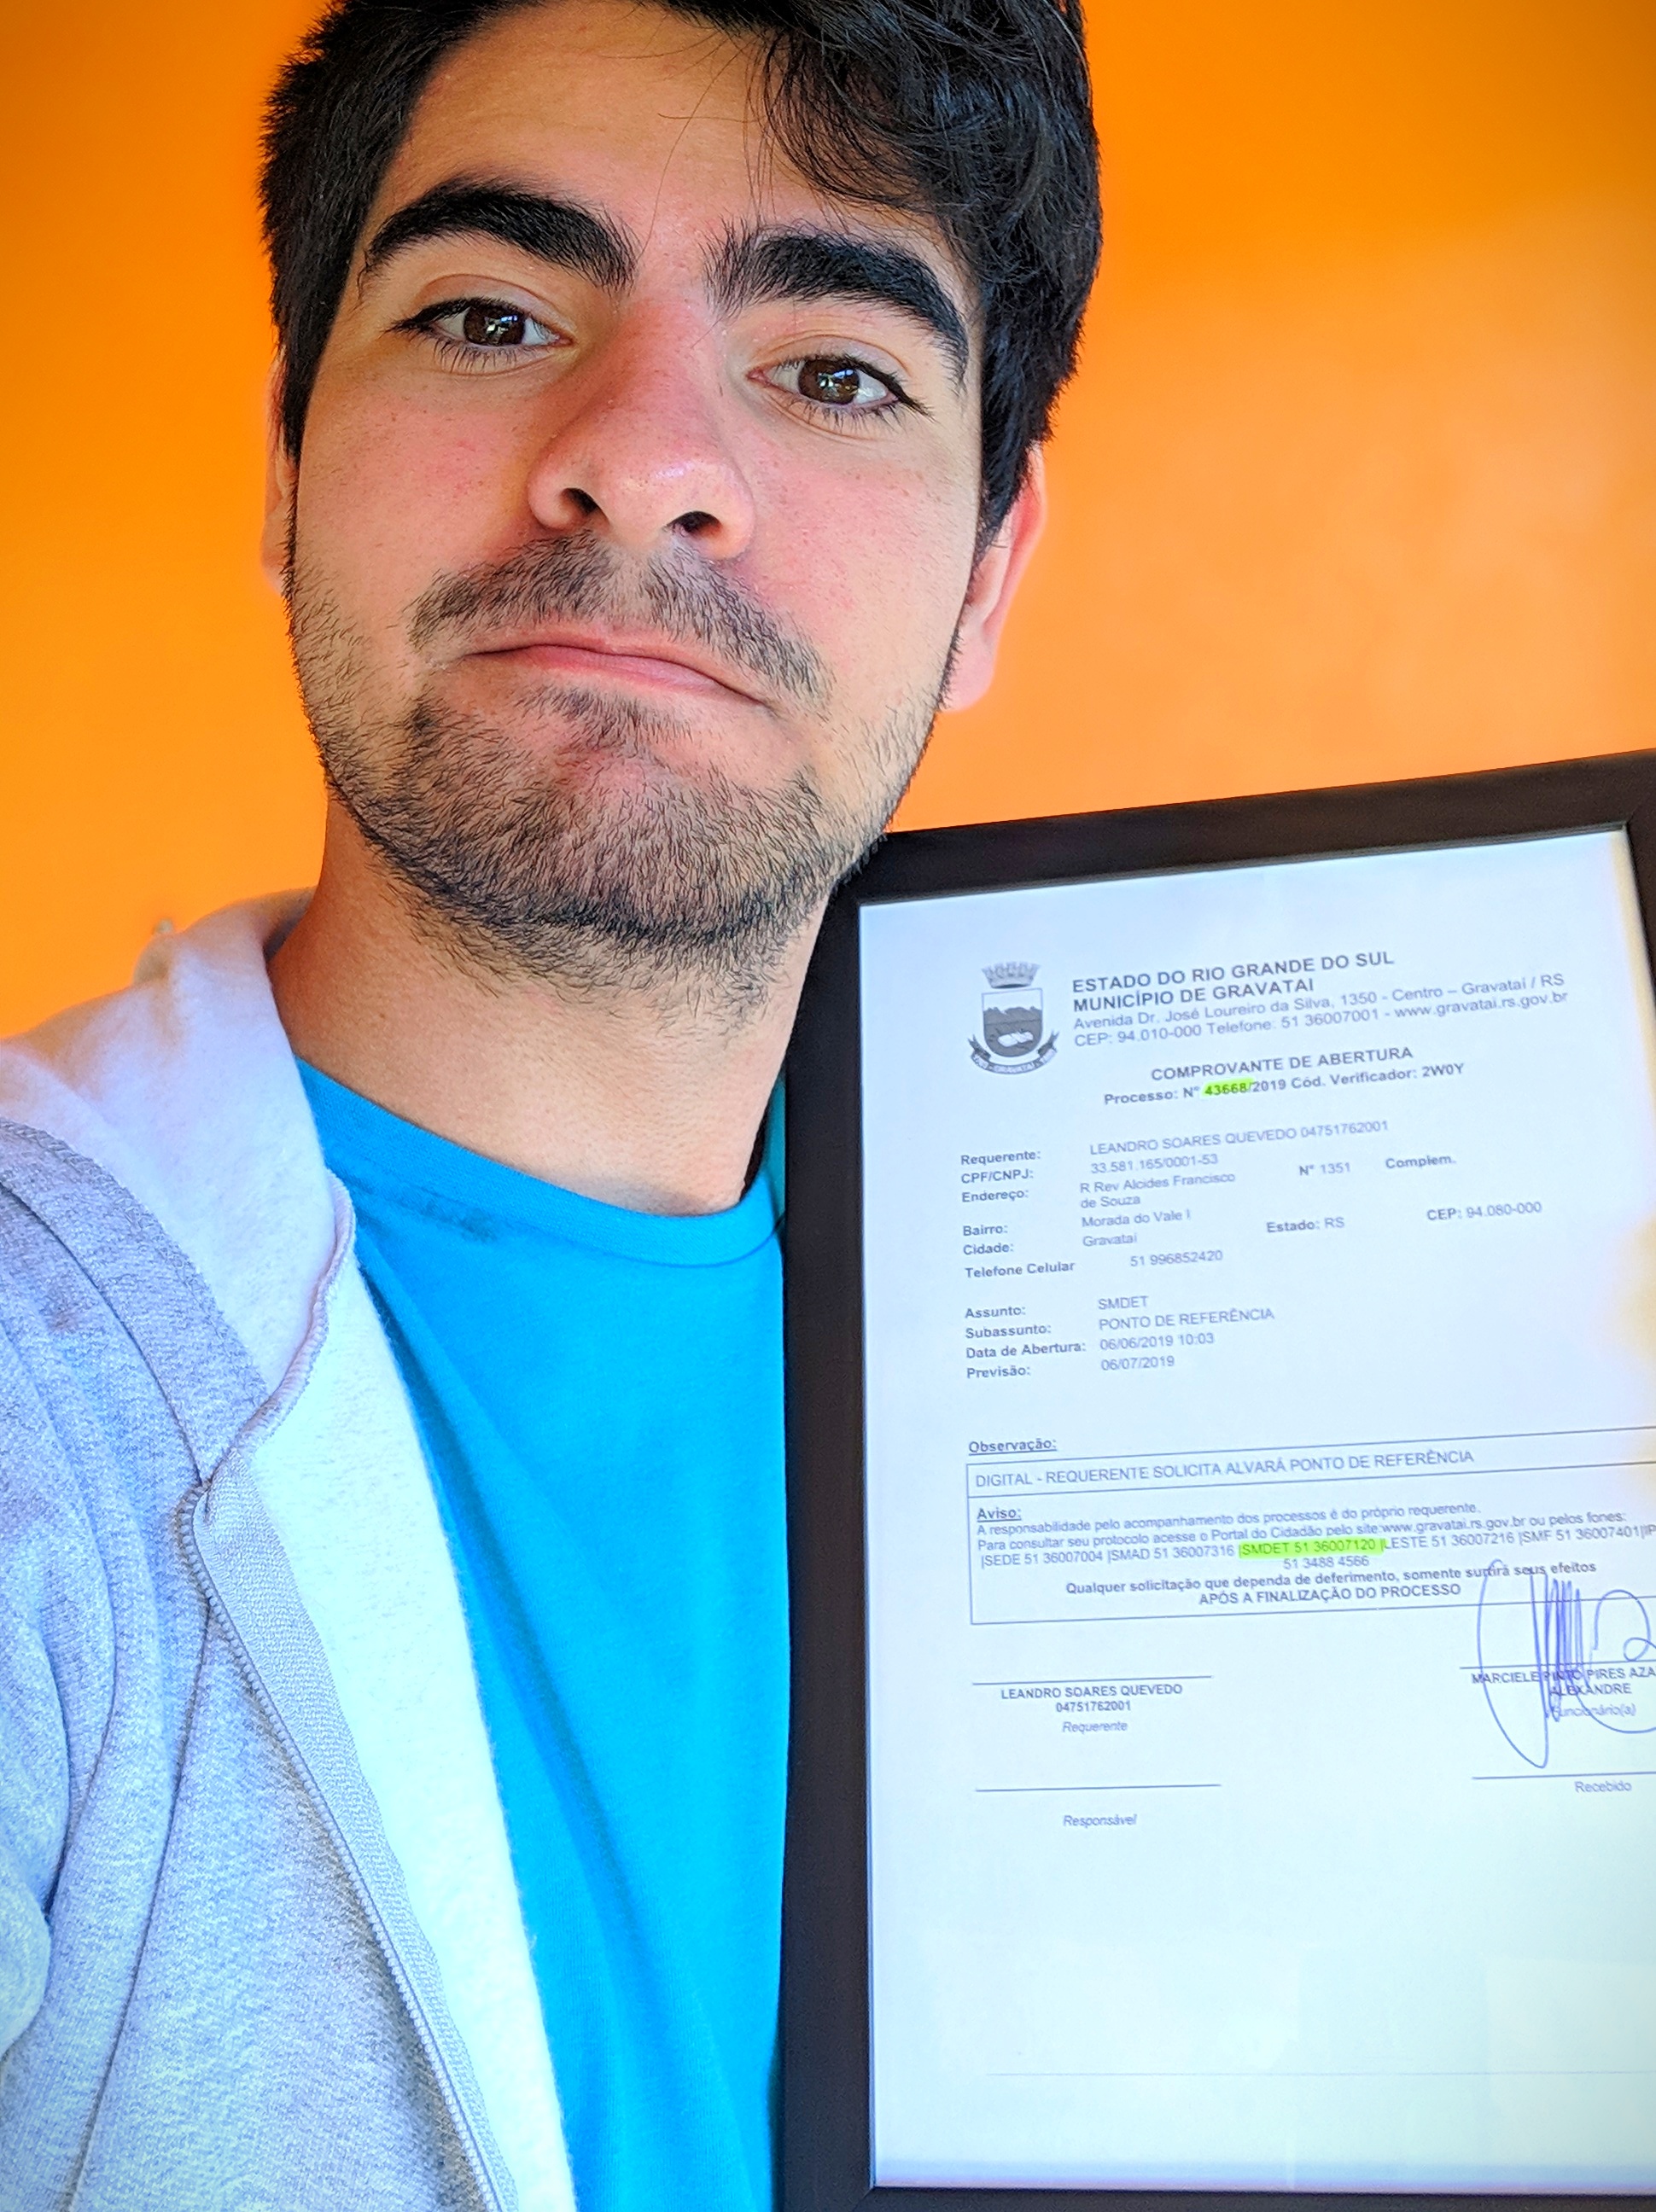 ESTADO DO RIO GRANDE DO SUL
MUNICÍPIO DE GRAVATAI
Avenida Dr. José Loureiro da Silva, 1350 - Centro – Gravataí / RS
CEP: 94.010-000 Telefone: 51 36007001 - www.gravatai.rs.gov.br
COMPROVANTE DE ABERTURA
Processo: N° 43668/2019 Cód. Verificador: 2W0Y
Requerente: LEANDRO SOARES QUEVEDO 04751762001
CPF/CNPJ: 33.581.165/0001-53
Endereço: R Rev Alcides Francisco de Souza N° 1351 Complem.
Bairro: Morada do Vale I
Cidade: Gravataí Estado: RS CEP: 94.080-000
Telefone Celular 51 996852420
Assunto: SMDET
Subassunto: PONTO DE REFERÊNCIA
Data de Abertura: 06/06/2019 10:03
Previsão: 06/07/2019
Observação:
DIGITAL - REQUERENTE SOLICITA ALVARÁ PONTO DE REFERÊNCIA
Aviso:
A responsabilidade pelo acompanhamento dos processos é do próprio requerente.
Para consultar seu protocolo acesse o Portal do Cidadão pelo site:www.gravatai.rs.gov.br ou pelos fones:
|SEDE 51 36007004 |SMAD 51 36007316 |SMDET 51 36007120 |LESTE 51 36007216 |SMF 51 36007401|IP
51 3488 4566
Qualquer solicitação que dependa de deferimento, somente surtirá seus efeitos
APÓS A FINALIZAÇÃO DO PROCESSO
LEANDRO SOARES QUEVEDO
04751762001
Requerente
MARCIELE PINTO PIRES AZA
ALEXANDRE
Funcionário(a)
Responsável
Recebido